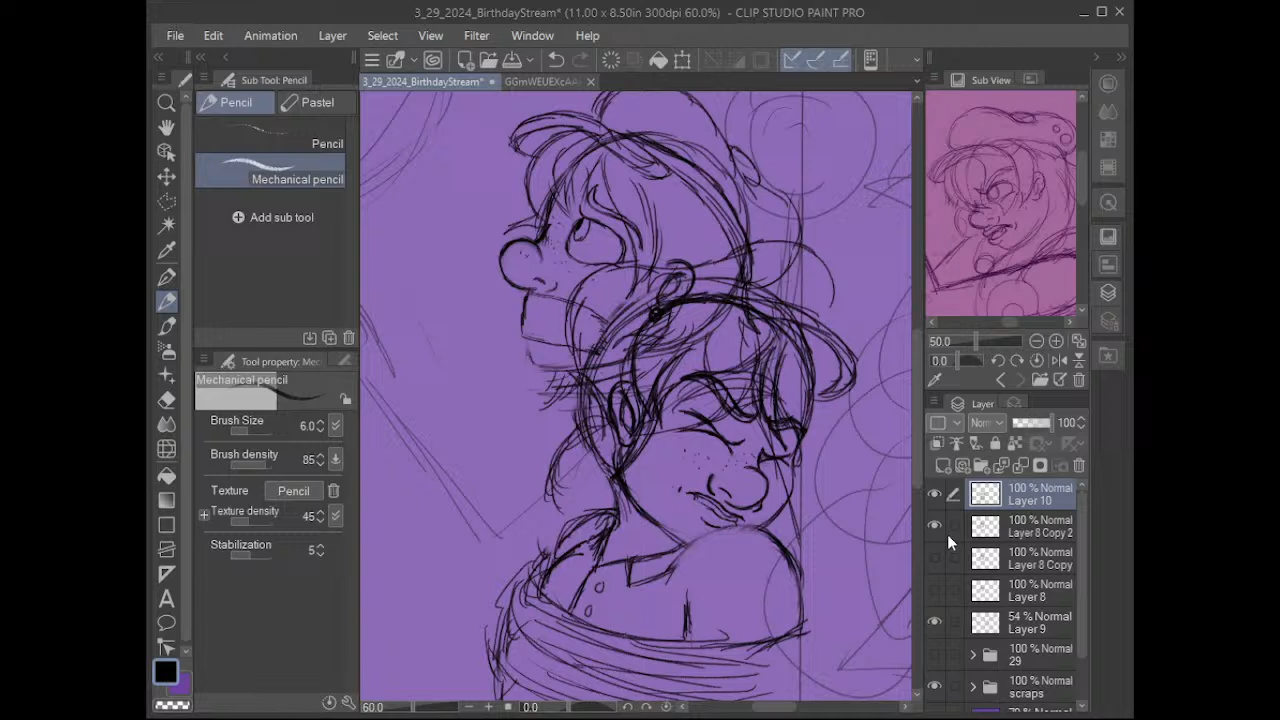 3_29_2024_BirthdayStream* (11.00 x 8.50in 300dpi 60.0%) - CLIP STUDIO PAINT PRO
File Edit Animation Layer Select View Filter Window Help
Sub Tool: Pencil
3_29_2024_BirthdayStream*
Sub View
Pencil
Pastel
Pencil
Mechanical pencil
Add sub tool
Tool property: Mec
Mechanical pencil
Brush Size 6.0
Brush density 85
Texture Pencil
Texture density 45
Stabilization 5
50.0
0.0
Layer
Norm 100
100 % Normal
Layer 10
100 % Normal
Layer 8 Copy 2
100 % Normal
Layer 8 Copy
100 % Normal
Layer 8
54 % Normal
Layer 9
100 % Normal
29
100 % Normal
scraps
60.0 0.0